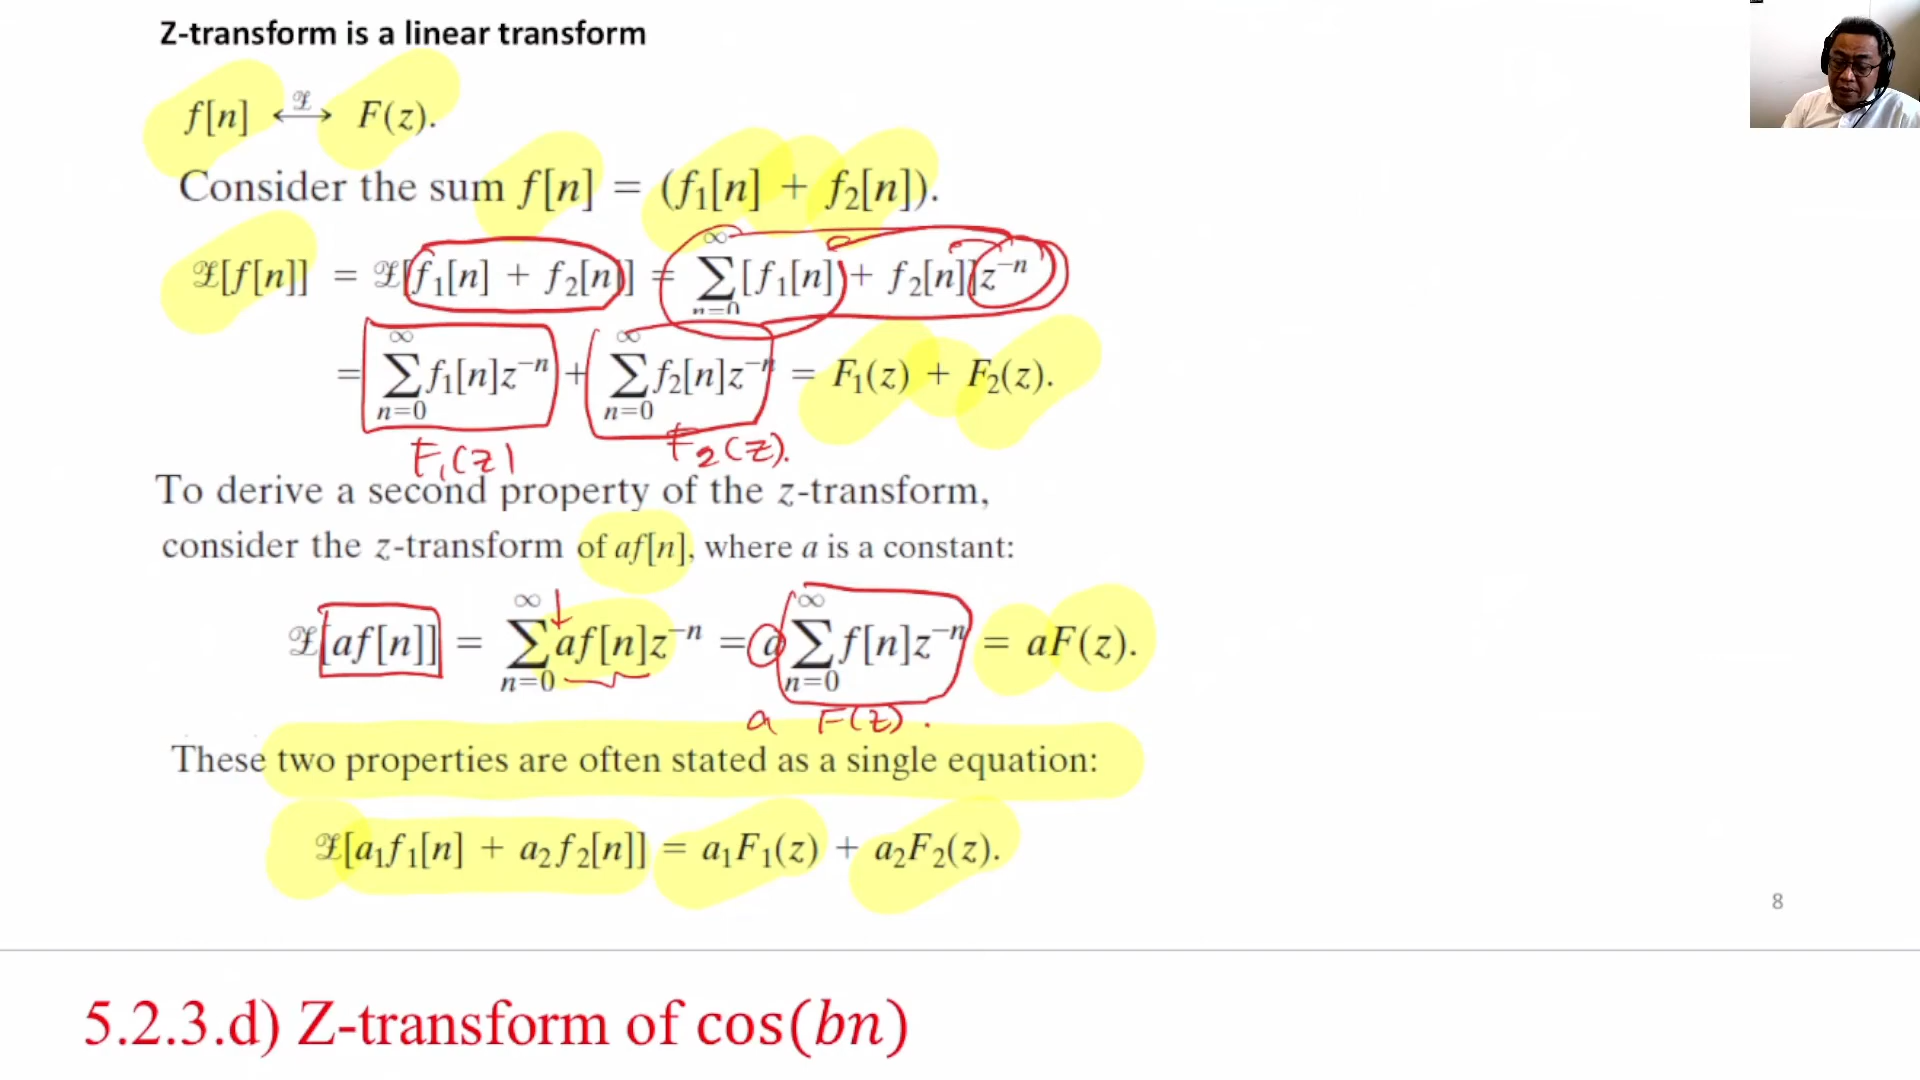 Z-transform is a linear transform
f[n] ⟷ᶻ F(z).
Consider the sum f[n] = (f₁[n] + f₂[n]).
𝒵[f[n]] = 𝒵[f₁[n] + f₂[n]] = ∑_{n=0}^{∞} [f₁[n] + f₂[n]]z⁻ⁿ
= ∑_{n=0}^{∞} f₁[n]z⁻ⁿ + ∑_{n=0}^{∞} f₂[n]z⁻ⁿ = F₁(z) + F₂(z).
F₁(z) F₂(z).
To derive a second property of the z-transform,
consider the z-transform of af[n], where a is a constant:
𝒵[af[n]] = ∑_{n=0}^{∞} af[n]z⁻ⁿ = a ∑_{n=0}^{∞} f[n]z⁻ⁿ = aF(z).
a F(z).
These two properties are often stated as a single equation:
𝒵[a₁f₁[n] + a₂f₂[n]] = a₁F₁(z) + a₂F₂(z).
8
5.2.3.d) Z-transform of cos(bn)